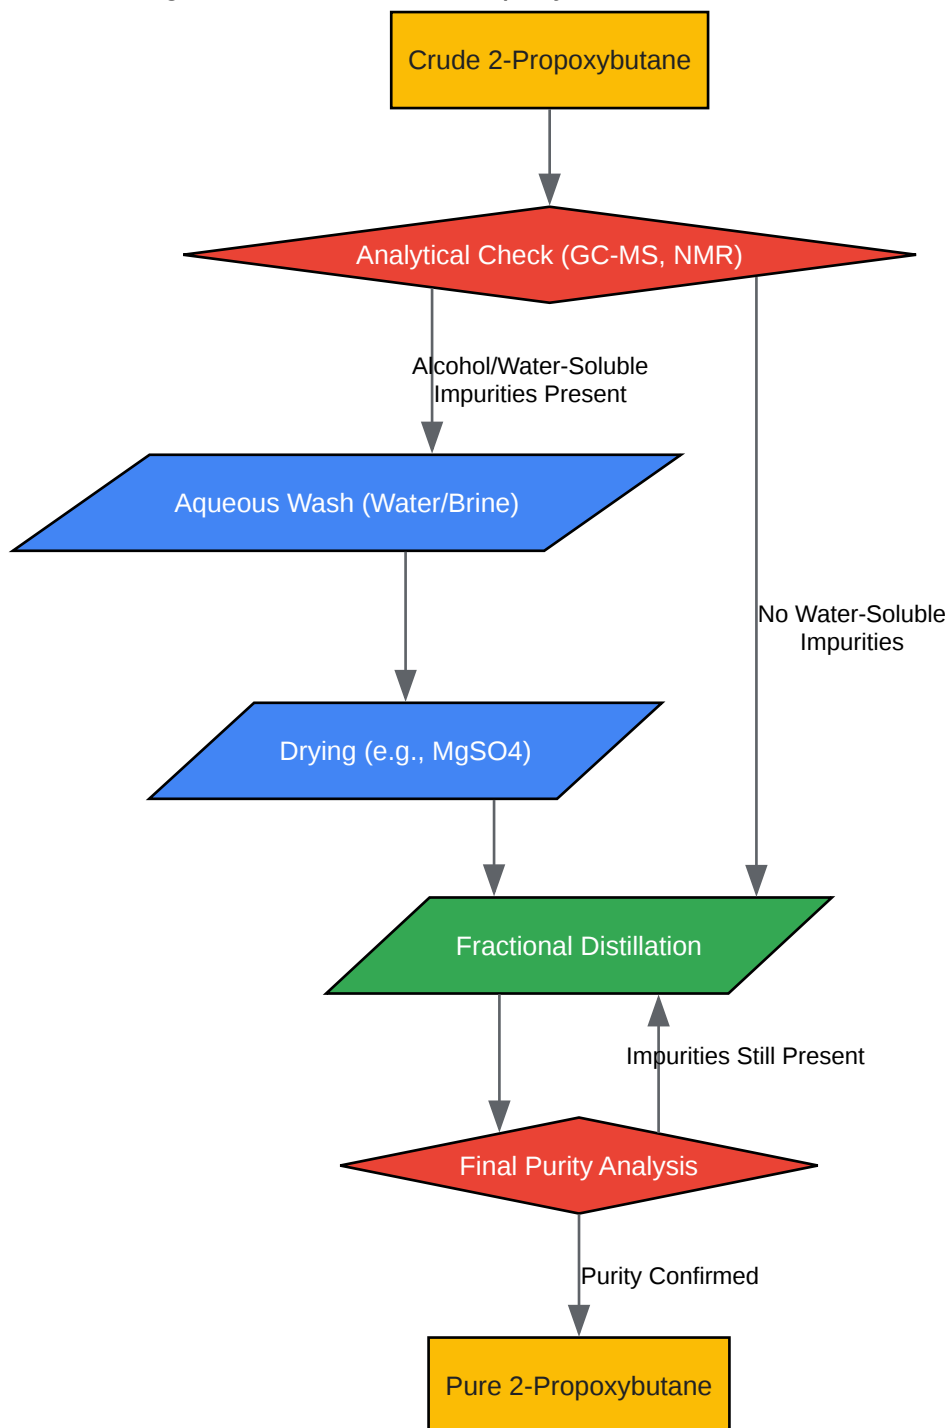 Crude 2-Propoxybutane
Analytical Check (GC-MS, NMR)
Alcohol/Water-Soluble
Impurities Present
Aqueous Wash (Water/Brine)
No Water-Soluble
Impurities
Drying (e.g., MgSO4)
Fractional Distillation
Impurities Still Present
Final Purity Analysis
Purity Confirmed
Pure 2-Propoxybutane